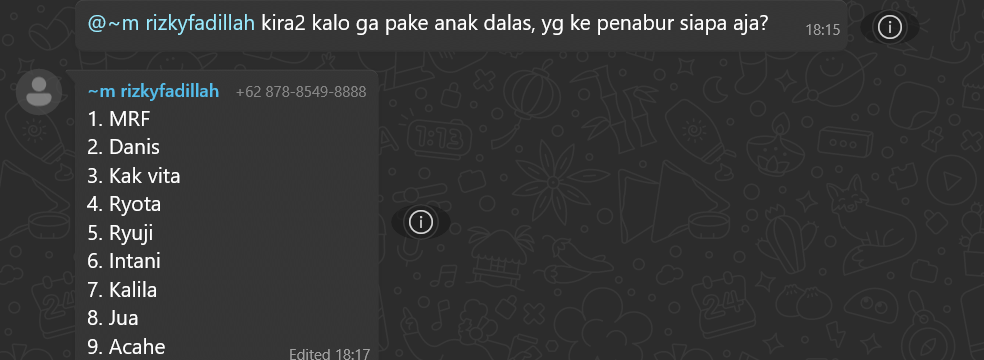 @~m rizkyfadillah kira2 kalo ga pake anak dalas, yg ke penabur siapa aja?
18:15
~m rizkyfadillah +62 878-8549-8888
1. MRF
2. Danis
3. Kak vita
4. Ryota
5. Ryuji
6. Intani
7. Kalila
8. Jua
9. Acahe
Edited 18:17